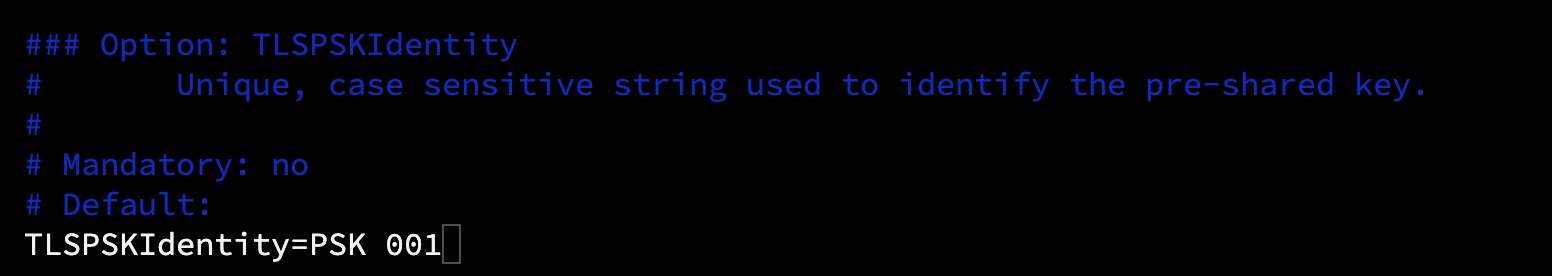 ### Option: TLSPSKIdentity
#       Unique, case sensitive string used to identify the pre-shared key.
#
# Mandatory: no
# Default:
TLSPSKIdentity=PSK 001